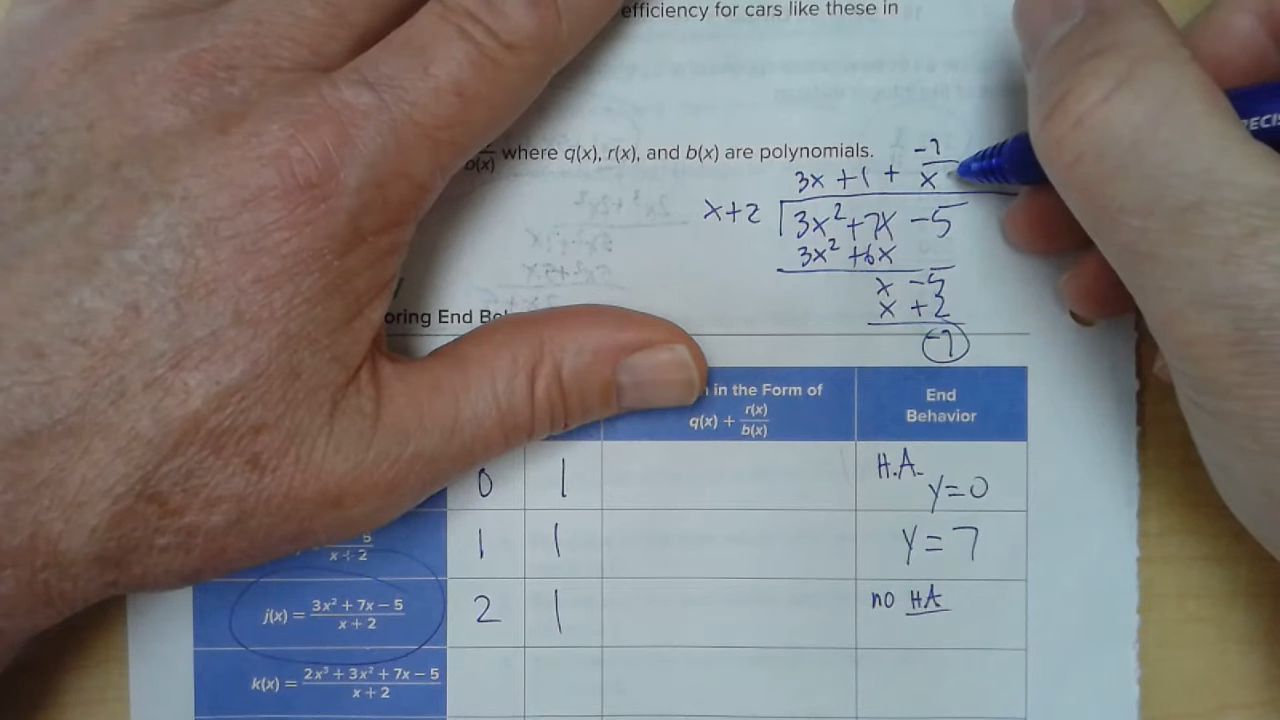 efficiency for cars like these in
b(x) where q(x), r(x), and b(x) are polynomials.
-7
3x + 1 + x
x+2 3x² + 7x - 5
3x² + 6x
x - 5
x + 2
-7
oring End Be
in the Form of
q(x) + r(x)/b(x)
End
Behavior
0 1 H.A. y=0
5
x + 2
1 1 y = 7
j(x) = (3x² + 7x − 5)/(x + 2) 2 1 no HA
k(x) = (2x³ + 3x² + 7x − 5)/(x + 2)